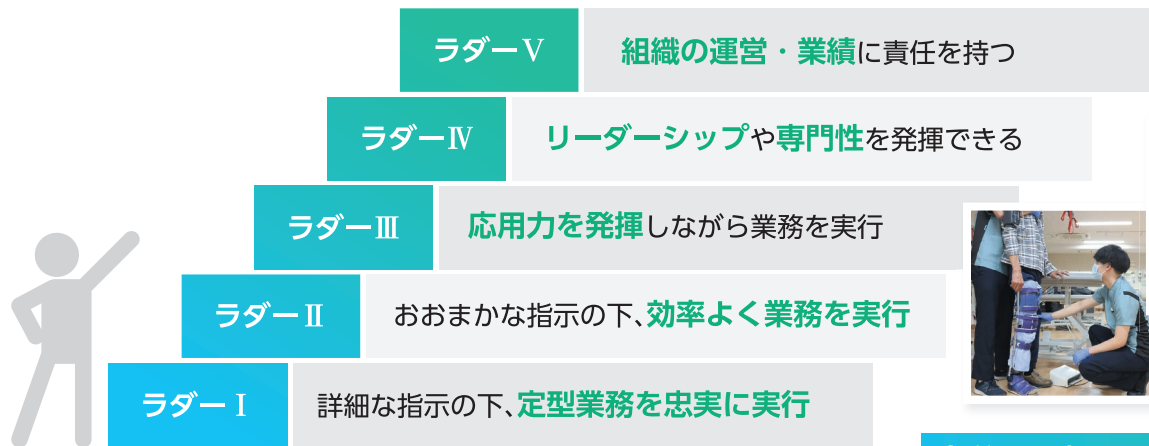 ラダーⅤ 組織の運営・業績に責任を持つ
ラダーⅣ リーダーシップや専門性を発揮できる
ラダーⅢ 応用力を発揮しながら業務を実行
ラダーⅡ おおまかな指示の下、効率よく業務を実行
ラダーⅠ 詳細な指示の下、定型業務を忠実に実行